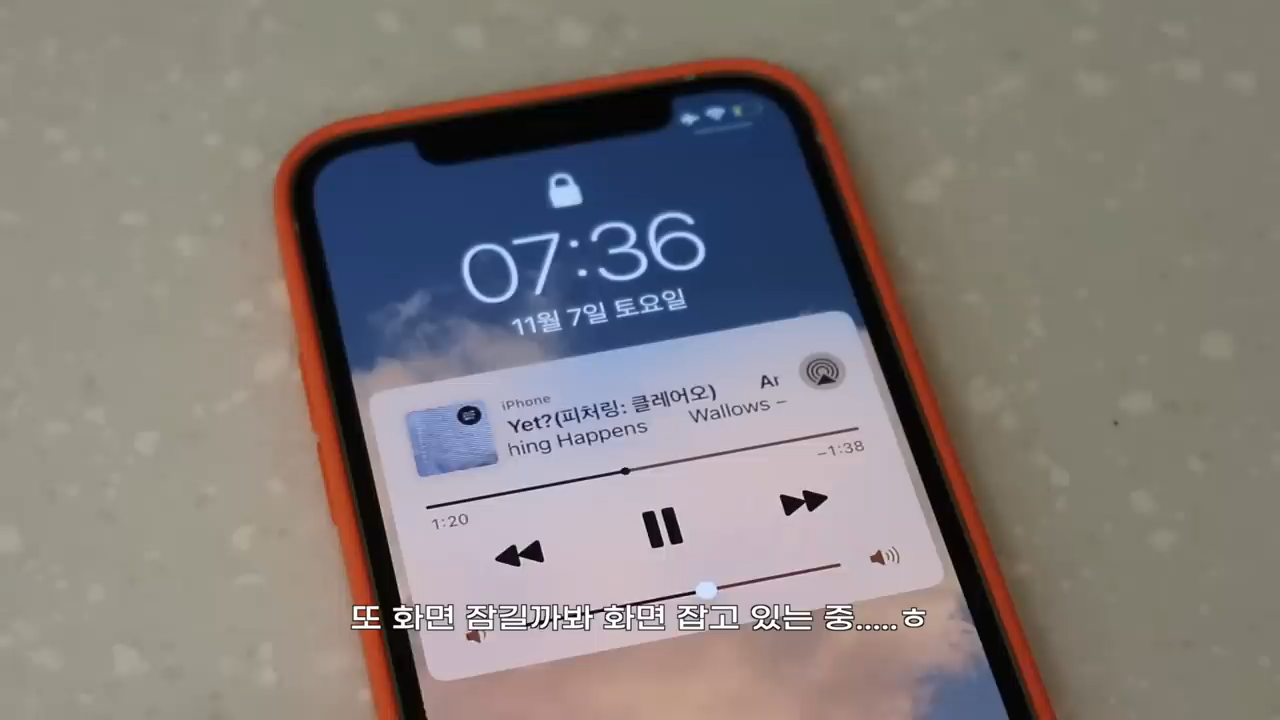 07:36
11월 7일 토요일
iPhone
Yet?(피처링: 클레어오) Ar
hing Happens Wallows –
1:20
–1:38
또 화면 잠길까봐 화면 잡고 있는 중.....ㅎ